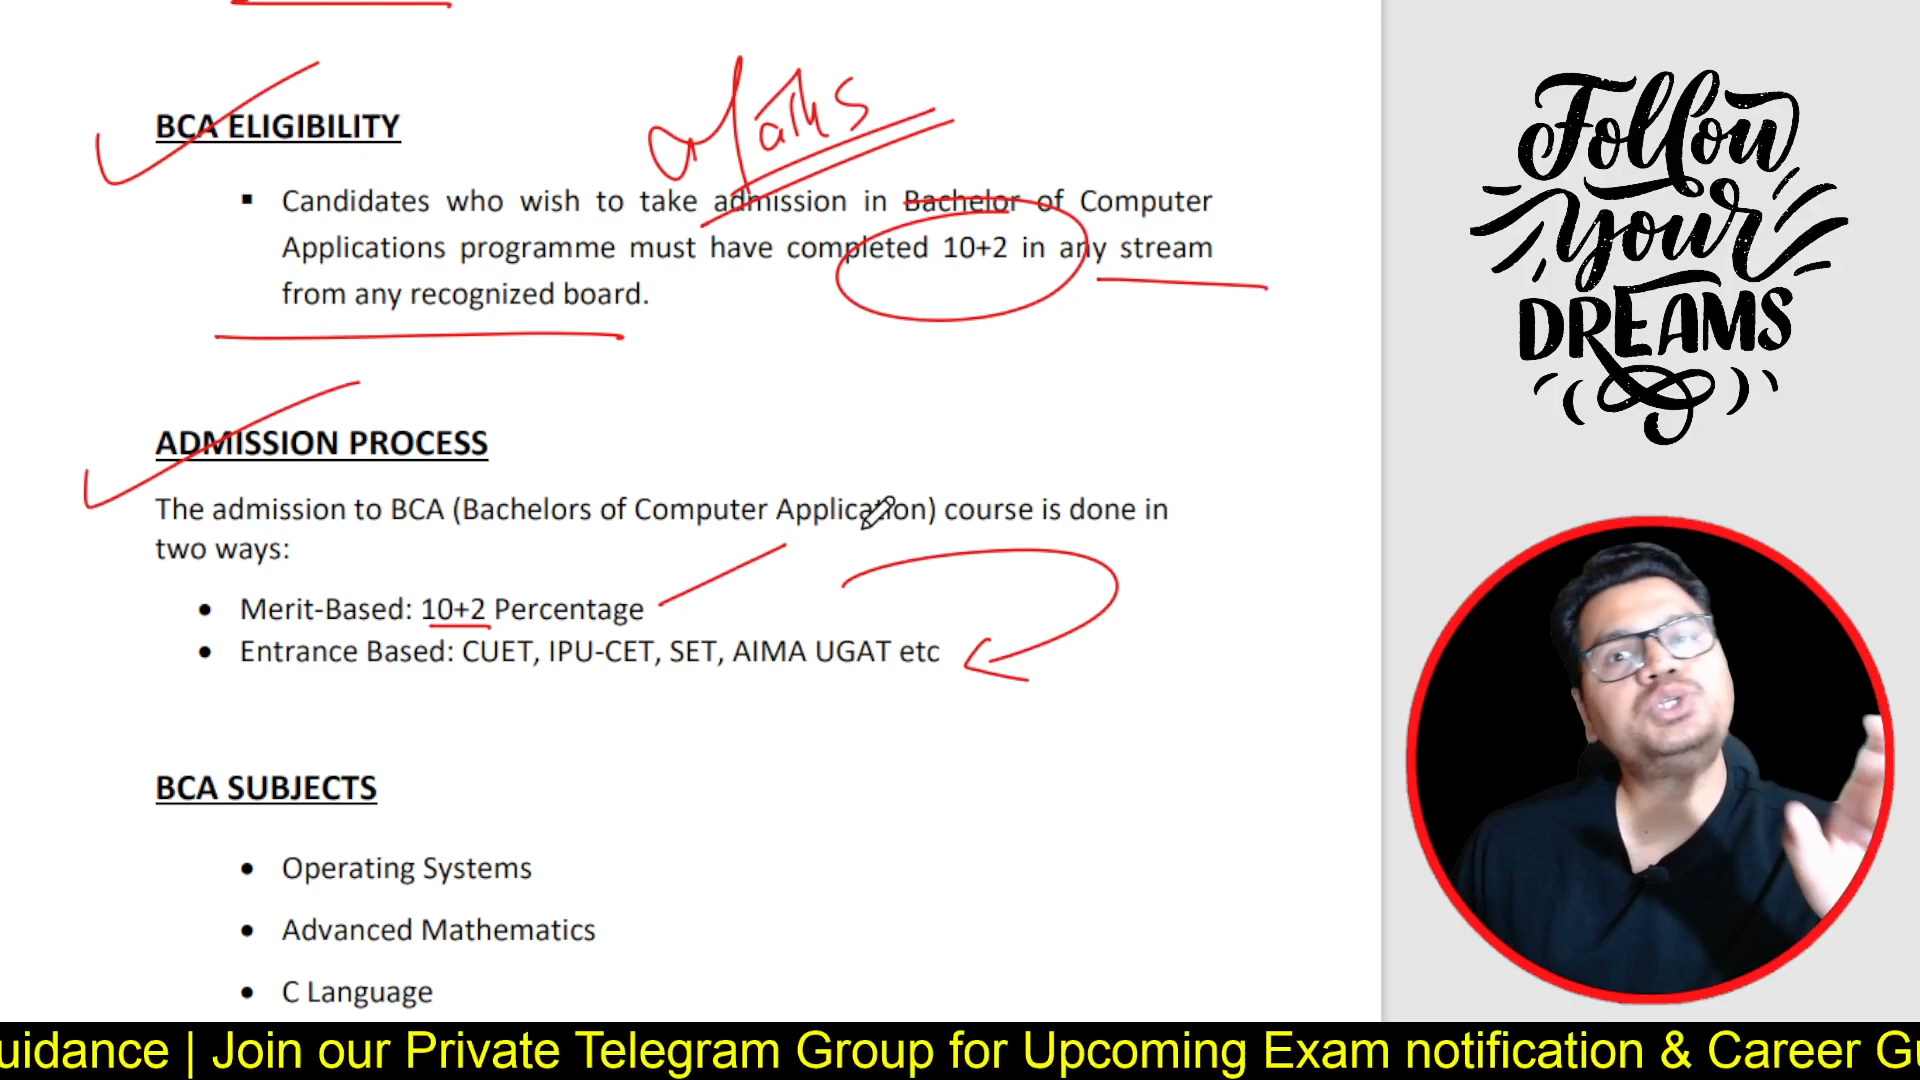 BCA ELIGIBILITY
Maths
▪ Candidates who wish to take admission in Bachelor of Computer
Applications programme must have completed 10+2 in any stream
from any recognized board.
ADMISSION PROCESS
The admission to BCA (Bachelors of Computer Application) course is done in
two ways:
• Merit-Based: 10+2 Percentage
• Entrance Based: CUET, IPU-CET, SET, AIMA UGAT etc
BCA SUBJECTS
• Operating Systems
• Advanced Mathematics
• C Language
Follow
Your
DREAMS
uidance | Join our Private Telegram Group for Upcoming Exam notification & Career Gu